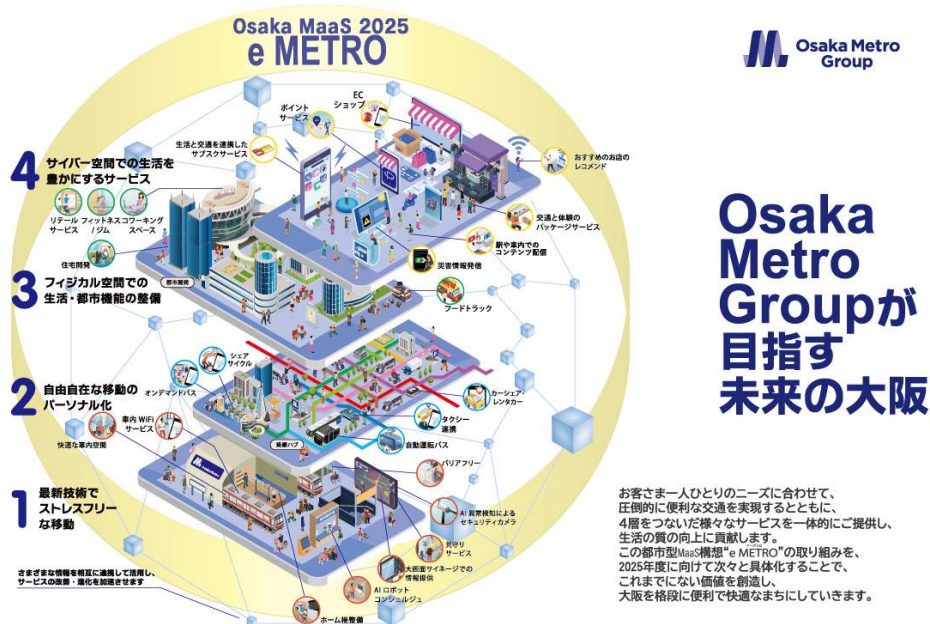 Osaka MaaS 2025
e METRO
Osaka Metro
Group
EC
ショップ
ポイント
サービス
生活と交通を連携した
サブスクサービス
おすすめのお店の
レコメンド
4 サイバー空間での生活を
豊かにするサービス
リテール
サービス
フィットネス
/ジム
コワーキング
スペース
交通と体験の
パッケージサービス
駅や車内での
コンテンツ配信
住宅開発
災害情報発信
都市開発
3 フィジカル空間での
生活・都市機能の整備
フードトラック
シェア
サイクル
オンデマンドバス
2 自由自在な移動の
パーソナル化
カーシェア・
レンタカー
タクシー
連携
車内 WiFi
サービス
自動運転バス
快適な車内空間
乗継ハブ
バリアフリー
Osaka Metro
1 最新技術で
ストレスフリー
な移動
AI 異常検知による
セキュリティカメラ
見守り
サービス
大画面サイネージでの
情報提供
AI ロボット
コンシェルジュ
ホーム柵整備
さまざまな情報を相互に連携して活用し、
サービスの改善・進化を加速させます
Osaka
Metro
Groupが
目指す
未来の大阪
お客さま一人ひとりのニーズに合わせて、
圧倒的に便利な交通を実現するとともに、
4層をつないだ様々なサービスを一体的にご提供し、
生活の質の向上に貢献します。
この都市型MaaS構想“e METRO”の取り組みを、
2025年度に向けて次々と具体化することで、
これまでにない価値を創造し、
大阪を格段に便利で快適なまちにしていきます。